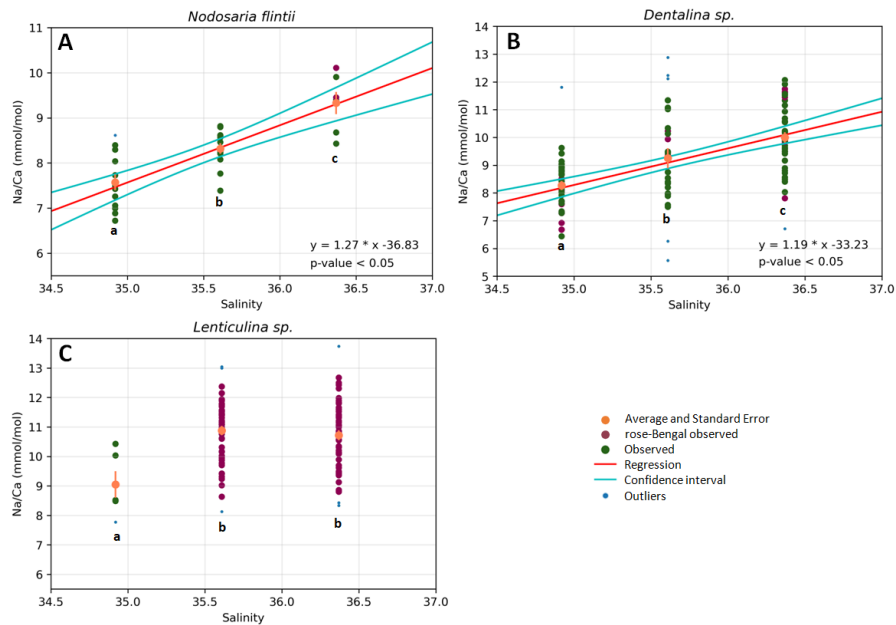 Nodosaria flintii
A
Na/Ca (mmol/mol)
11
10
9
8
7
6
a
b
c
y = 1.27 * x -36.83
p-value < 0.05
34.5 35.0 35.5 36.0 36.5 37.0
Salinity
Dentalina sp.
B
Na/Ca (mmol/mol)
14
13
12
11
10
9
8
7
6
5
a
b
c
y = 1.19 * x -33.23
p-value < 0.05
34.5 35.0 35.5 36.0 36.5 37.0
Salinity
Lenticulina sp.
C
Na/Ca (mmol/mol)
14
13
12
11
10
9
8
7
6
a
b
b
34.5 35.0 35.5 36.0 36.5 37.0
Salinity
Average and Standard Error
rose-Bengal observed
Observed
Regression
Confidence interval
Outliers